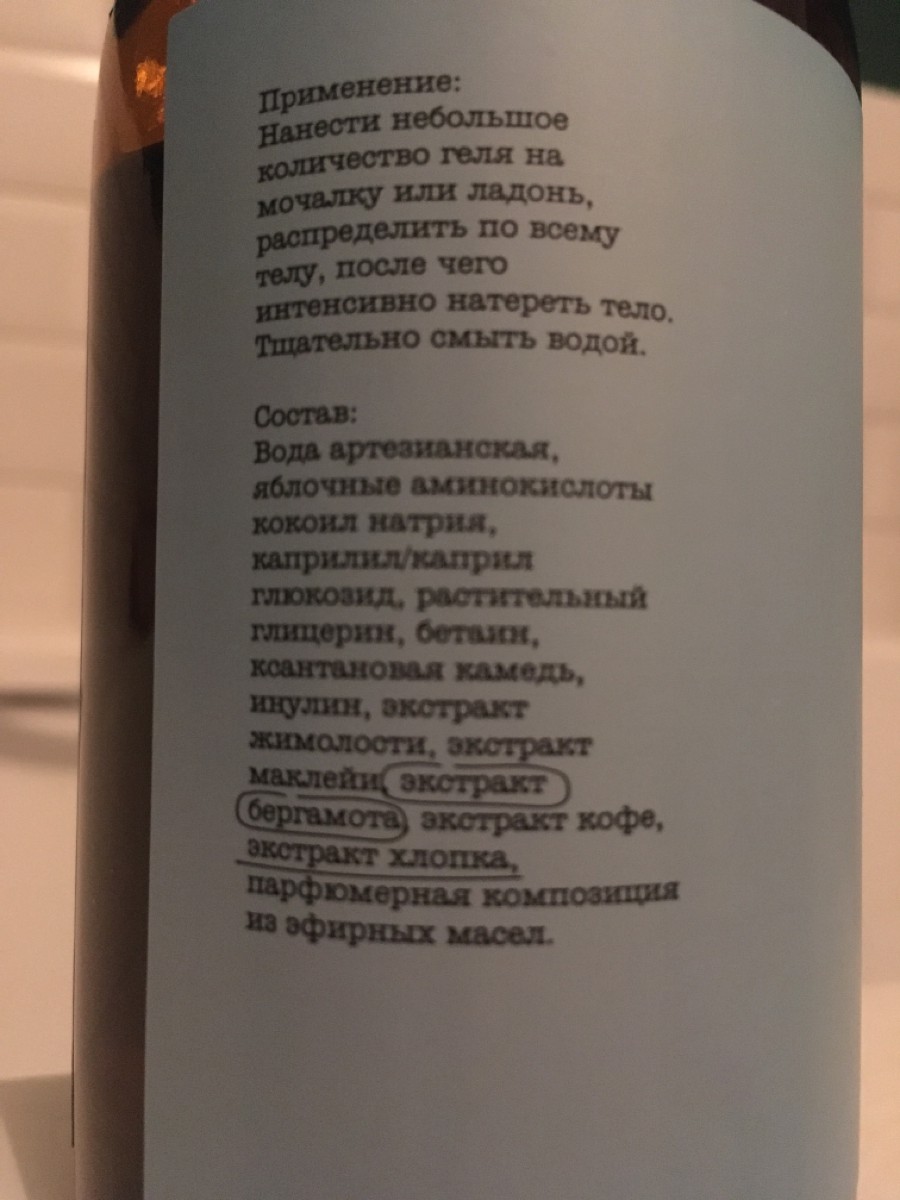 Применение:
Нанести небольшое
количество геля на
мочалку или ладонь,
распределить по всему
телу, после чего
интенсивно натереть тело.
Тщательно смыть водой.
Состав:
Вода артезианская,
яблочные аминокислоты
кокоил натрия,
каприлил/каприл
глюкозид, растительный
глицерин, бетаин,
ксантановая камедь,
инулин, экстракт
жимолости, экстракт
маклейи, экстракт
бергамота, экстракт кофе,
экстракт хлопка,
парфюмерная композиция
из эфирных масел.